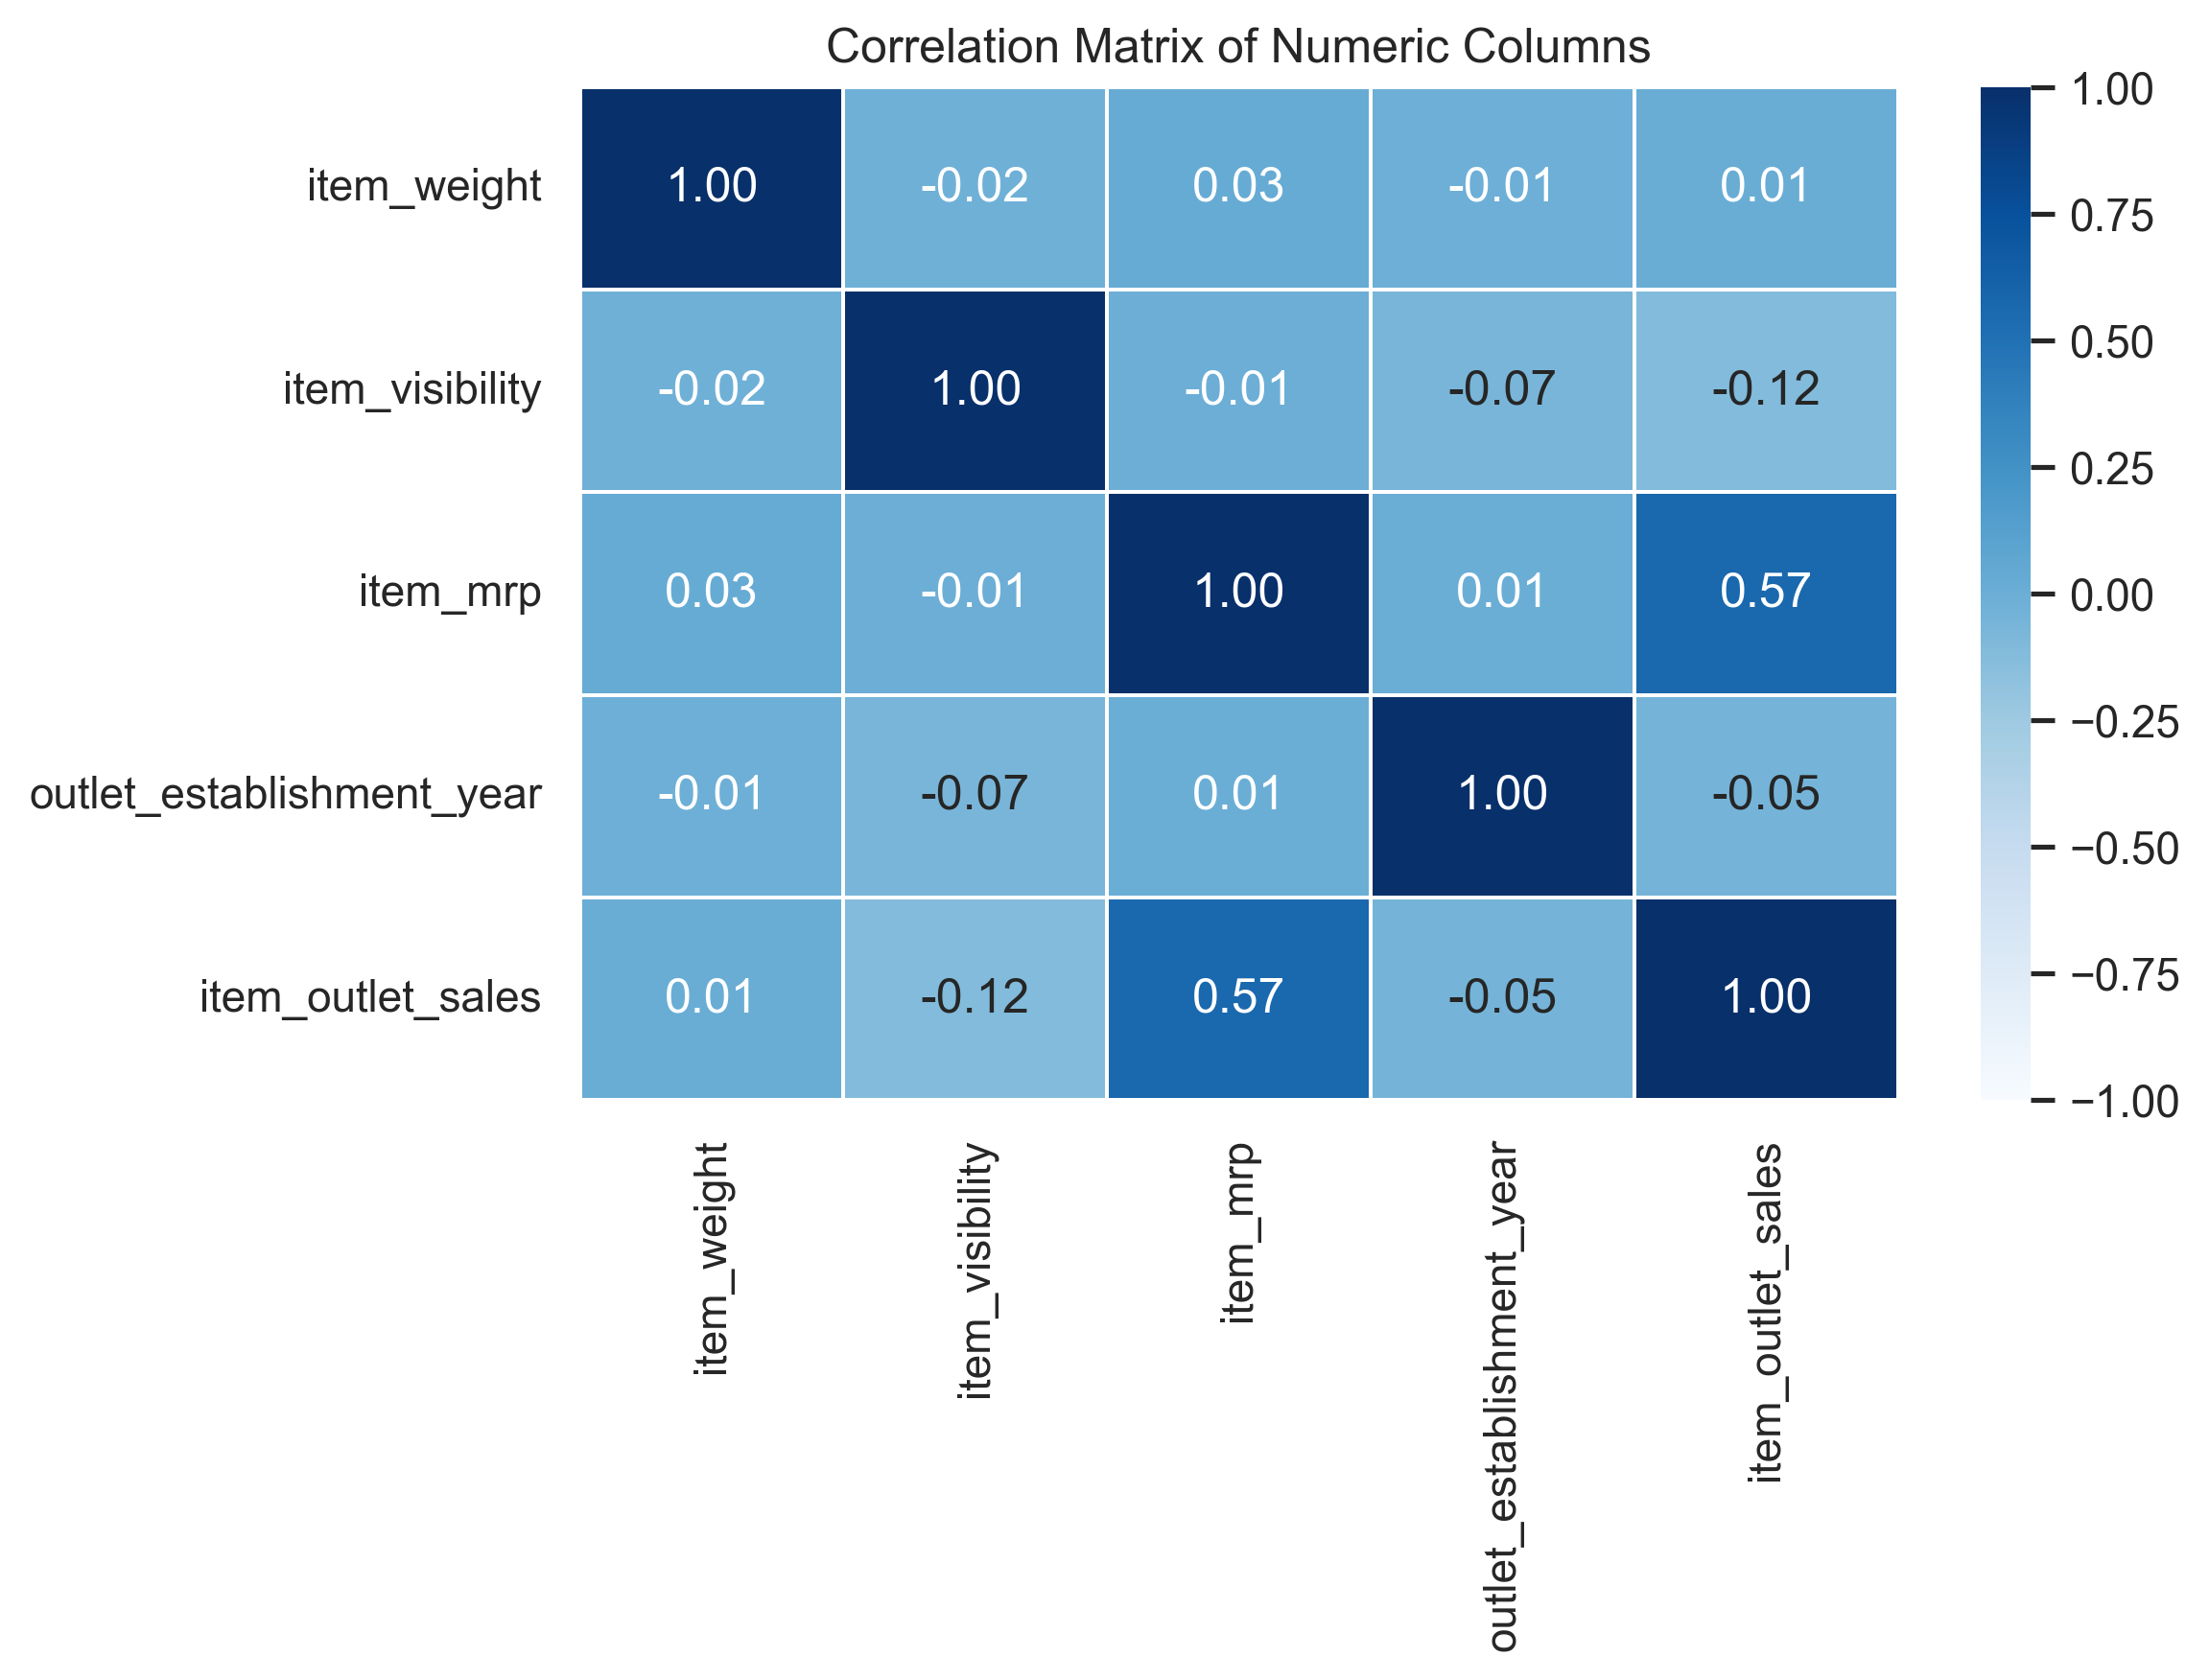 Correlation Matrix of Numeric Columns
item_weight 1.00 -0.02 0.03 -0.01 0.01
item_visibility -0.02 1.00 -0.01 -0.07 -0.12
item_mrp 0.03 -0.01 1.00 0.01 0.57
outlet_establishment_year -0.01 -0.07 0.01 1.00 -0.05
item_outlet_sales 0.01 -0.12 0.57 -0.05 1.00
item_weight
item_visibility
item_mrp
outlet_establishment_year
item_outlet_sales
1.00
0.75
0.50
0.25
0.00
−0.25
−0.50
−0.75
−1.00